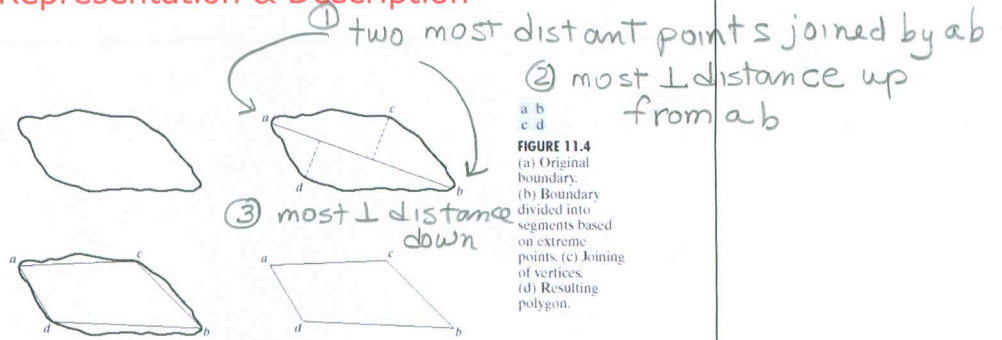 Representation & Description
① two most distant points joined by ab
② most ⊥ distance up
from ab
a
c
b
d
a b
c d
FIGURE 11.4
(a) Original
boundary.
(b) Boundary
divided into
segments based
on extreme
points. (c) Joining
of vertices.
(d) Resulting
polygon.
③ most ⊥ distance
down
a
c
d
b
a
c
d
b